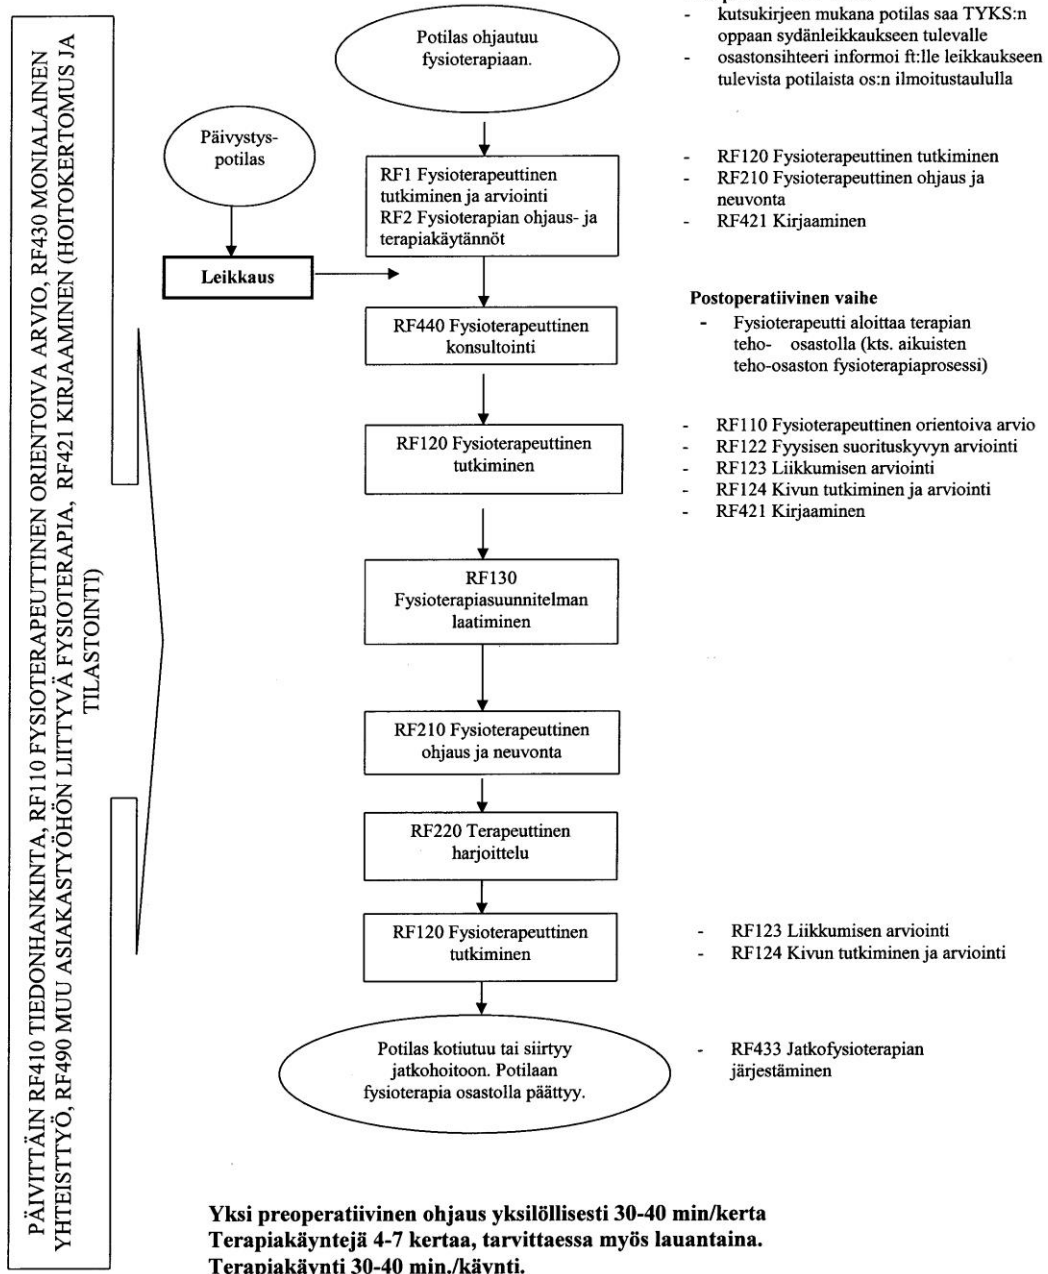 - kutsukirjeen mukana potilas saa TYKS:n
oppaan sydänleikkaukseen tulevalle
- osastonsihteeri informoi ft:lle leikkaukseen
tulevista potilaista os:n ilmoitustaululla
Potilas ohjautuu
fysioterapiaan.
Päivystys-
potilas
RF1 Fysioterapeuttinen
tutkiminen ja arviointi
RF2 Fysioterapian ohjaus- ja
terapiakäytännöt
- RF120 Fysioterapeuttinen tutkiminen
- RF210 Fysioterapeuttinen ohjaus ja
neuvonta
- RF421 Kirjaaminen
Leikkaus
RF440 Fysioterapeuttinen
konsultointi
Postoperatiivinen vaihe
- Fysioterapeutti aloittaa terapian
teho- osastolla (kts. aikuisten
teho-osaston fysioterapiaprosessi)
RF120 Fysioterapeuttinen
tutkiminen
- RF110 Fysioterapeuttinen orientoiva arvio
- RF122 Fyysisen suorituskyvyn arviointi
- RF123 Liikkumisen arviointi
- RF124 Kivun tutkiminen ja arviointi
- RF421 Kirjaaminen
RF130
Fysioterapiasuunnitelman
laatiminen
RF210 Fysioterapeuttinen
ohjaus ja neuvonta
RF220 Terapeuttinen
harjoittelu
RF120 Fysioterapeuttinen
tutkiminen
- RF123 Liikkumisen arviointi
- RF124 Kivun tutkiminen ja arviointi
Potilas kotiutuu tai siirtyy
jatkohoitoon. Potilaan
fysioterapia osastolla päättyy.
- RF433 Jatkofysioterapian
järjestäminen
PÄIVITTÄIN RF410 TIEDONHANKINTA, RF110 FYSIOTERAPEUTTINEN ORIENTOIVA ARVIO, RF430 MONIALAINEN
YHTEISTTYÖ, RF490 MUU ASIAKASTYÖHÖN LIITTYVÄ FYSIOTERAPIA, RF421 KIRJAAMINEN (HOITOKERTOMUS JA
TILASTOINTI)
Yksi preoperatiivinen ohjaus yksilöllisesti 30-40 min/kerta
Terapiakäyntejä 4-7 kertaa, tarvittaessa myös lauantaina.
Terapiakäynti 30-40 min./käynti.